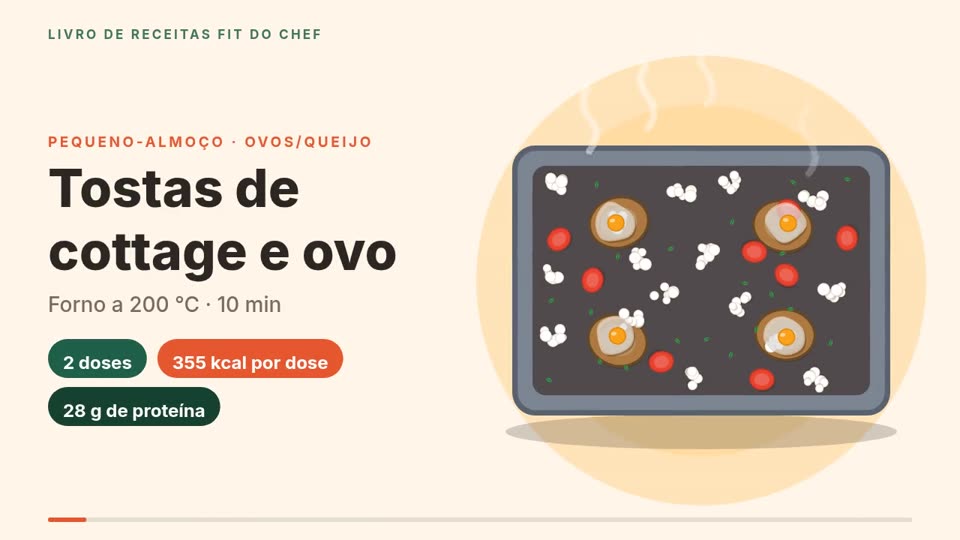 LIVRO DE RECEITAS FIT DO CHEF
PEQUENO-ALMOÇO · OVOS/QUEIJO
Tostas de
cottage e ovo
Forno a 200 °C · 10 min
2 doses
355 kcal por dose
28 g de proteína